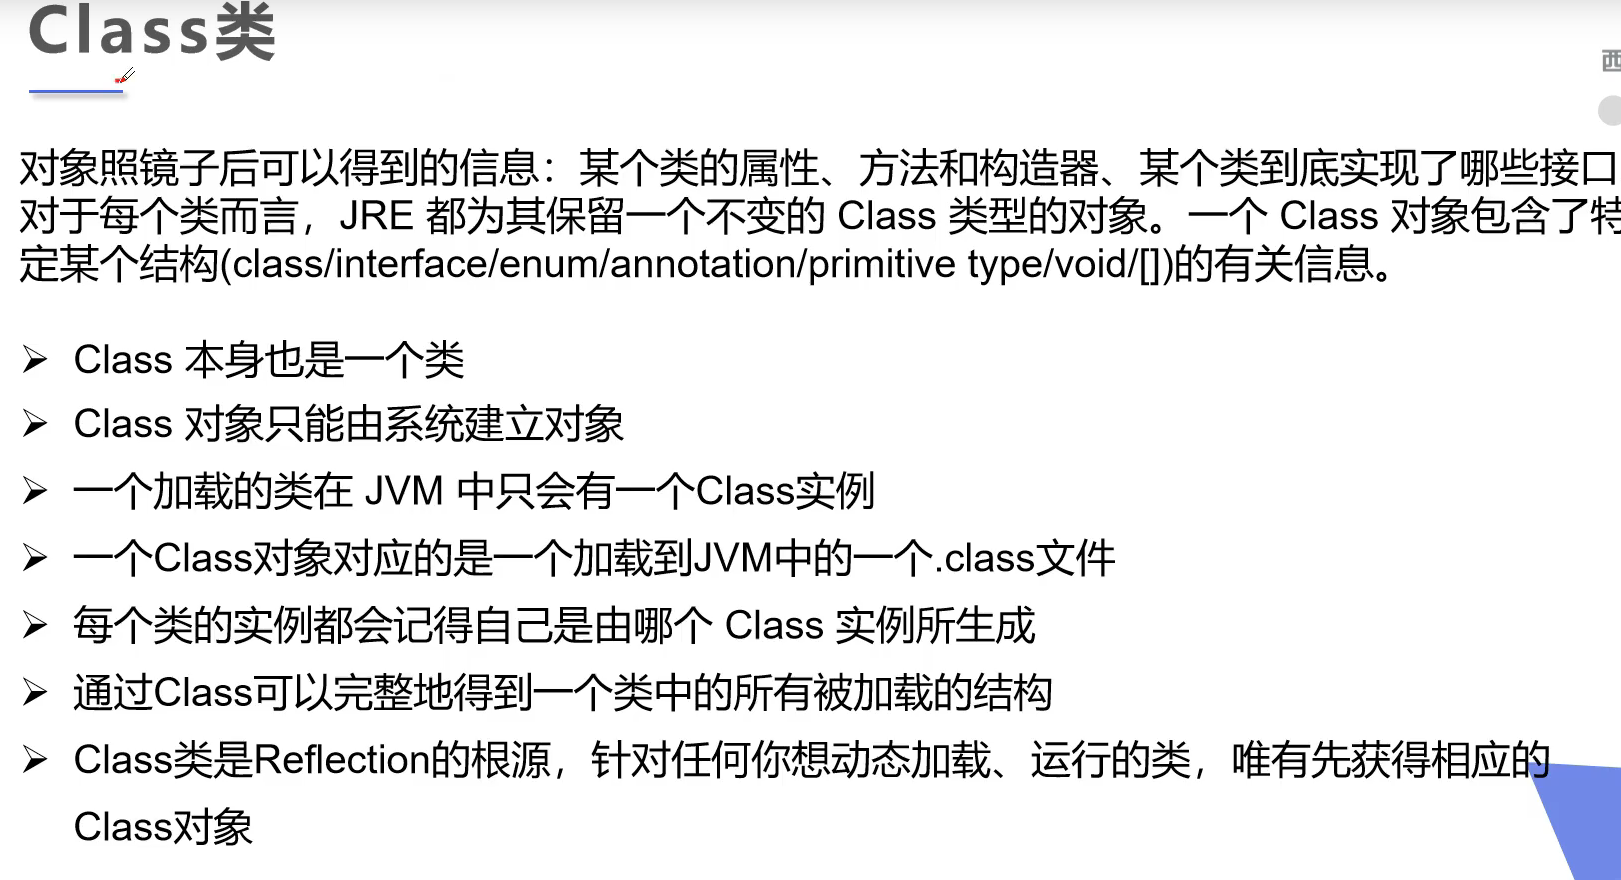 Class类
西
对象照镜子后可以得到的信息：某个类的属性、方法和构造器、某个类到底实现了哪些接口
对于每个类而言，JRE 都为其保留一个不变的 Class 类型的对象。一个 Class 对象包含了特
定某个结构(class/interface/enum/annotation/primitive type/void/[])的有关信息。
➢ Class 本身也是一个类
➢ Class 对象只能由系统建立对象
➢ 一个加载的类在 JVM 中只会有一个Class实例
➢ 一个Class对象对应的是一个加载到JVM中的一个.class文件
➢ 每个类的实例都会记得自己是由哪个 Class 实例所生成
➢ 通过Class可以完整地得到一个类中的所有被加载的结构
➢ Class类是Reflection的根源，针对任何你想动态加载、运行的类，唯有先获得相应的
Class对象